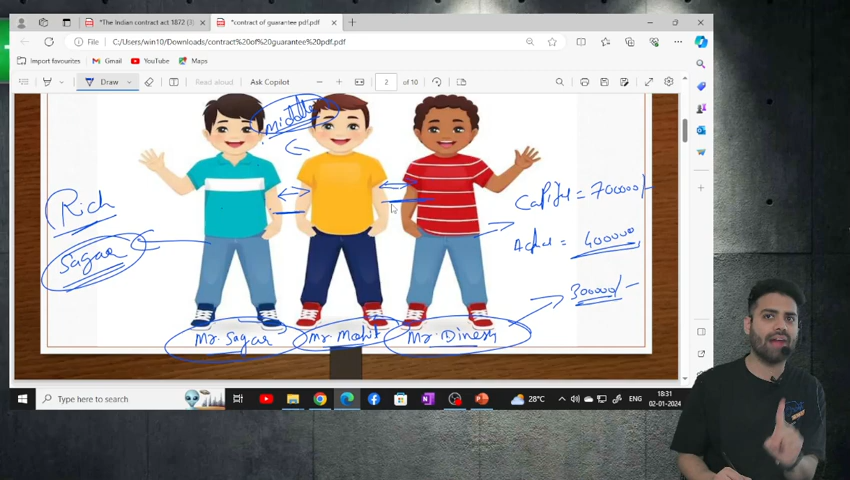 *The Indian contract act 1872 (3)
*contract of guarantee pdf.pdf
File
C:/Users/win10/Downloads/contract%20of%20guarantee%20pdf.pdf
Import favourites
Gmail
YouTube
Maps
Draw
Read aloud
Ask Copilot
2
of 10
Middle
Rich
Sagar
Capital = 700000/-
Actual = 400000
300000/-
Mr. Sagar
Mr. Mohit
Mr. Dinesh
Type here to search
28°C
ENG
18:31
02-01-2024